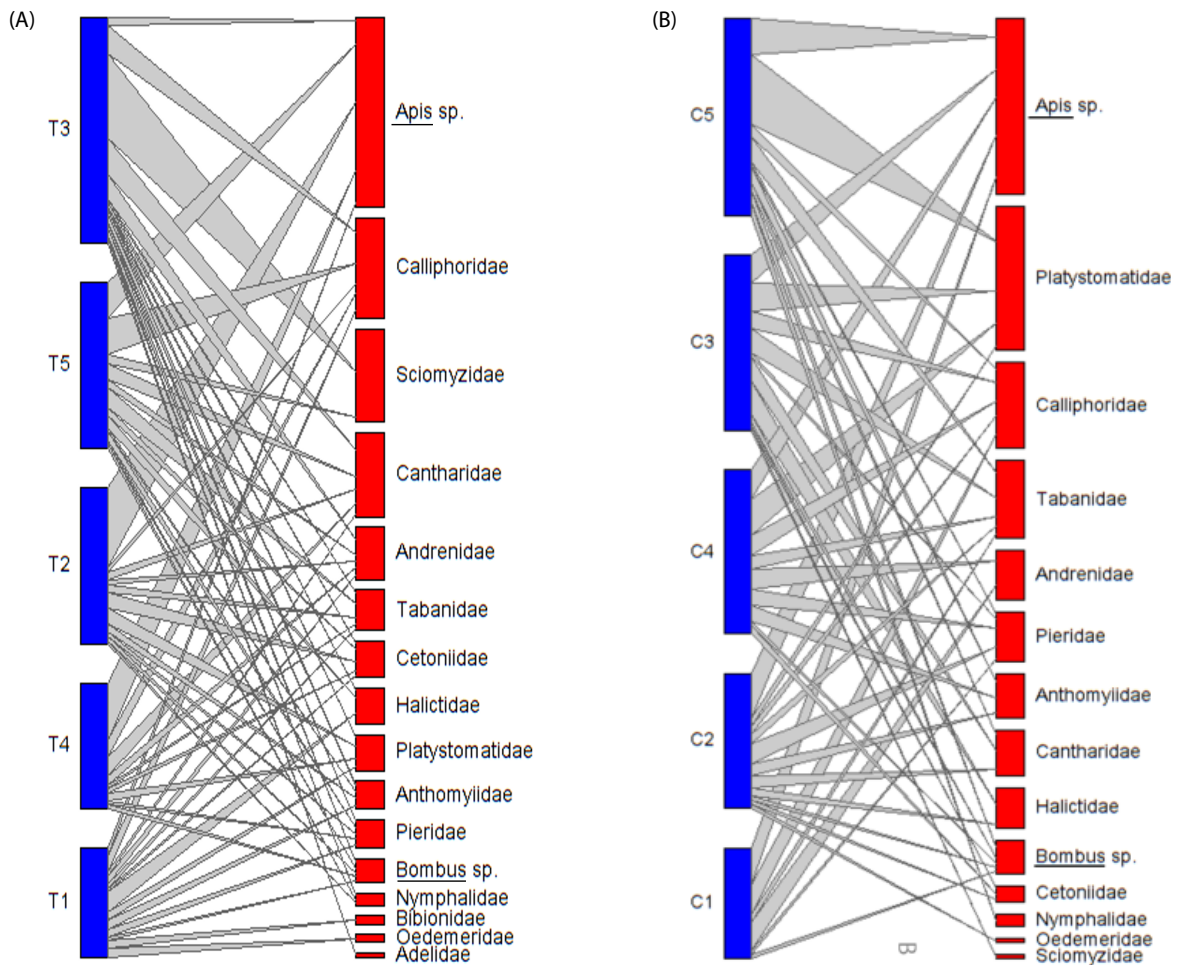 (A)
T3
T5
T2
T4
T1
Apis sp.
Calliphoridae
Sciomyzidae
Cantharidae
Andrenidae
Tabanidae
Cetoniidae
Halictidae
Platystomatidae
Anthomyiidae
Pieridae
Bombus sp.
Nymphalidae
Bibionidae
Oedemeridae
Adelidae
(B)
C5
C3
C4
C2
C1
Apis sp.
Platystomatidae
Calliphoridae
Tabanidae
Andrenidae
Pieridae
Anthomyiidae
Cantharidae
Halictidae
Bombus sp.
Cetoniidae
Nymphalidae
Oedemeridae
Sciomyzidae
B